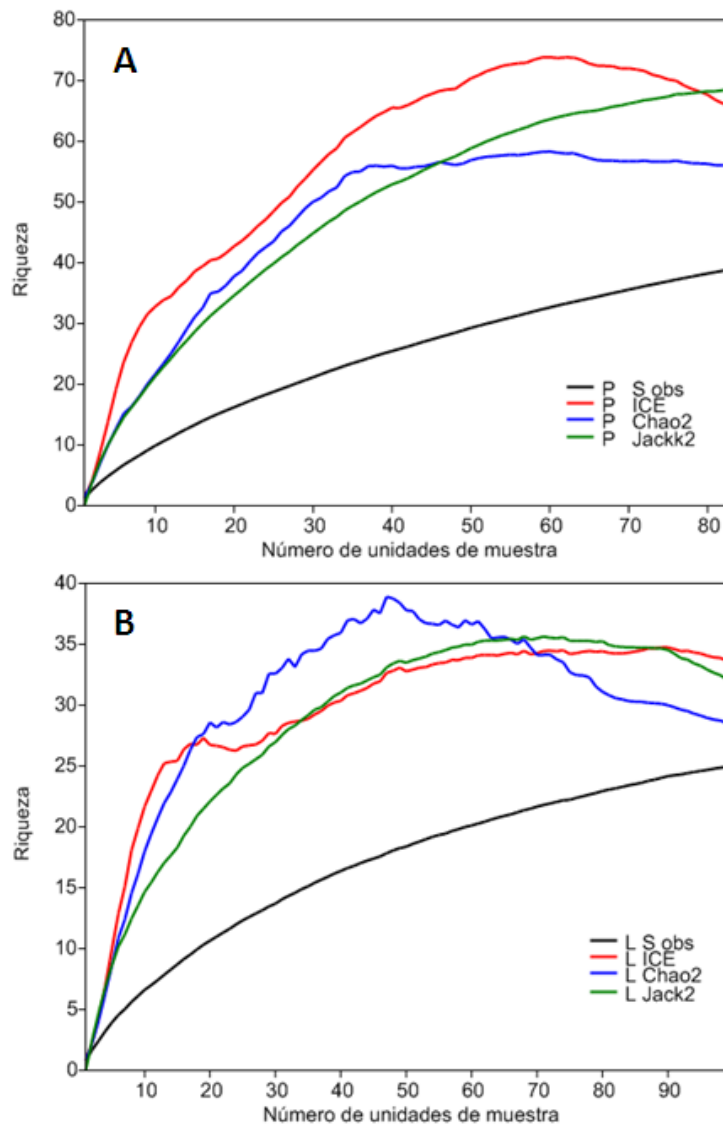 A
80
70
60
50
40
30
20
10
0
Riqueza
10 20 30 40 50 60 70 80
Número de unidades de muestra
P S obs
P ICE
P Chao2
P Jackk2
B
40
35
30
25
20
15
10
5
0
Riqueza
10 20 30 40 50 60 70 80 90
Número de unidades de muestra
L S obs
L ICE
L Chao2
L Jack2